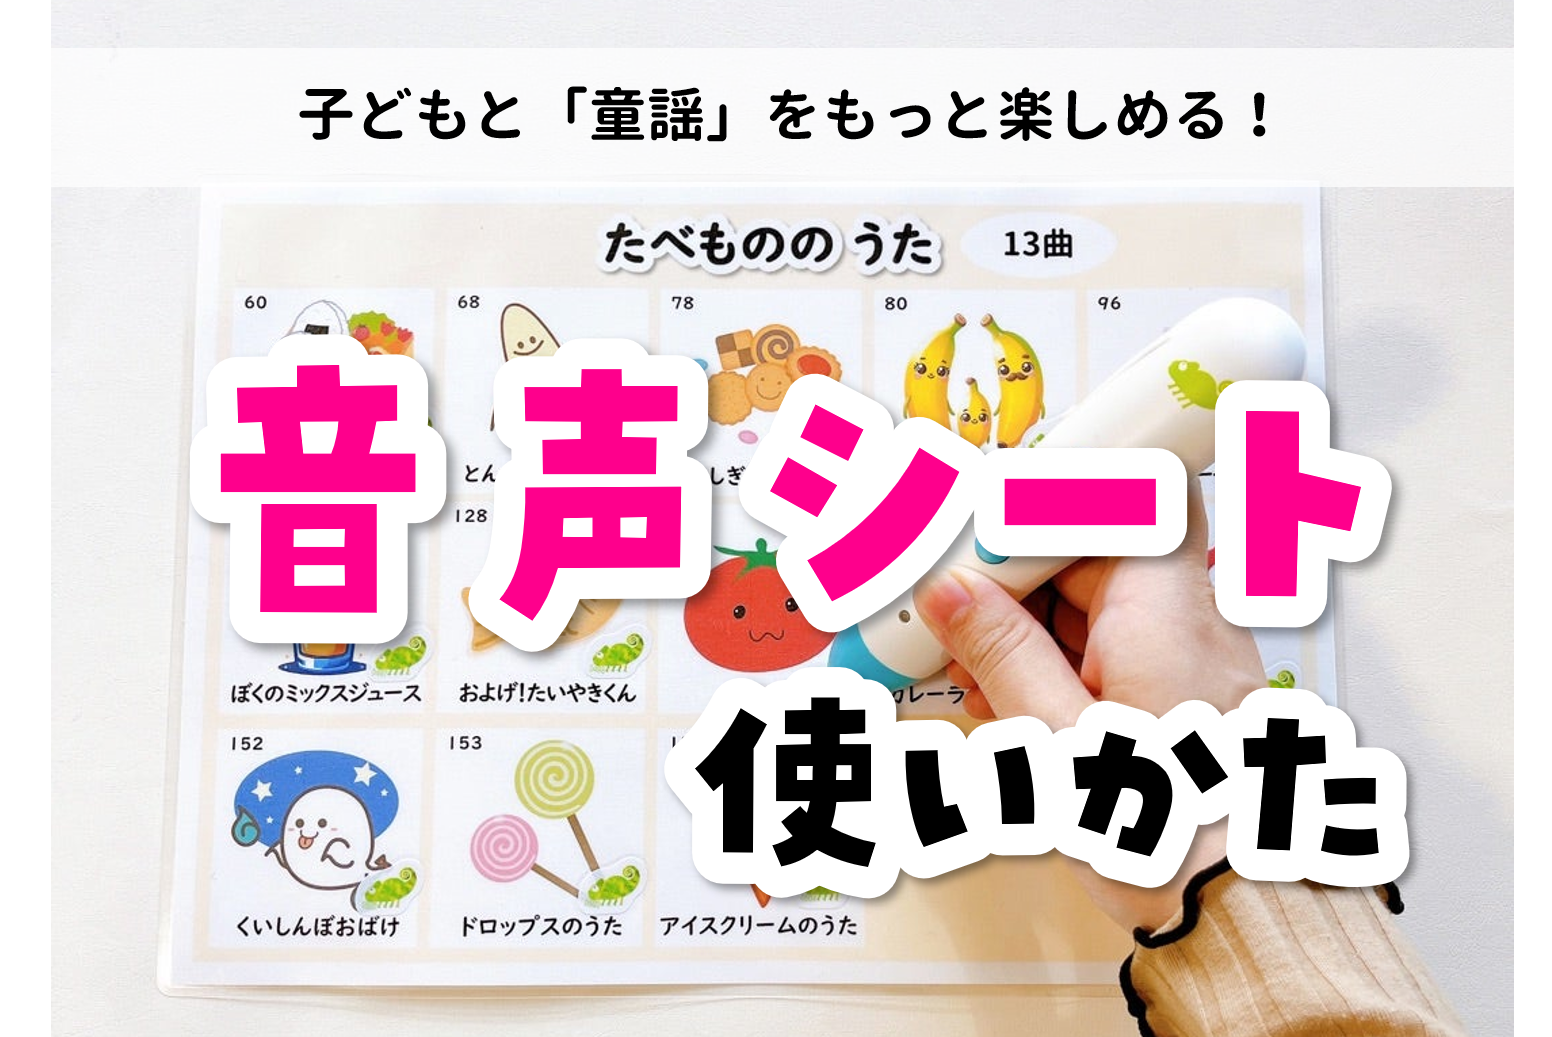 子どもと「童謡」をもっと楽しめる！
たべものの うた 13曲
60 68 78 80 96
音声シート
128
ぼくのミックスジュース およげ！たいやきくん
使いかた
152 153
くいしんぼおばけ ドロップスのうた アイスクリームのうた